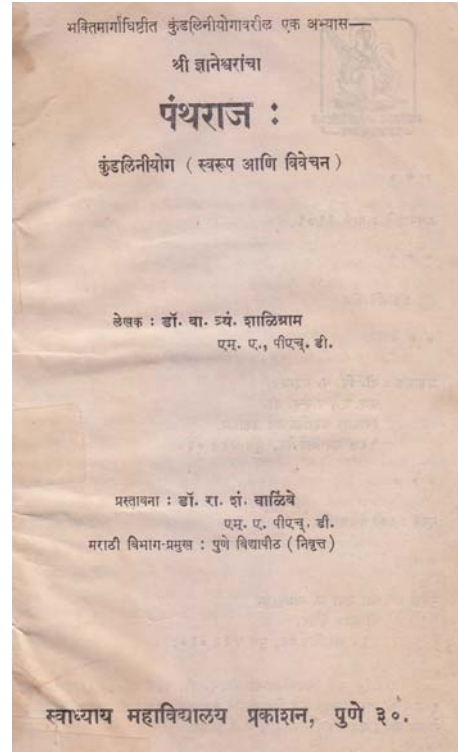 भक्तिमार्गाधिष्टीत कुंडलिनीयोगावरील एक अभ्यास—
श्री ज्ञानेश्वरांचा
पंथराज :
कुंडलिनीयोग ( स्वरूप आणि विवेचन )
लेखक : डॉ. वा. त्र्यं. शाळिग्राम
एम्. ए., पीएच्. डी.
प्रस्तावना : डॉ. रा. शं. वाळिंबे
एम्. ए. पीएच्. डी.
मराठी विभाग-प्रमुख : पुणे विद्यापीठ ( निवृत्त )
स्वाध्याय महाविद्यालय प्रकाशन, पुणे ३०.